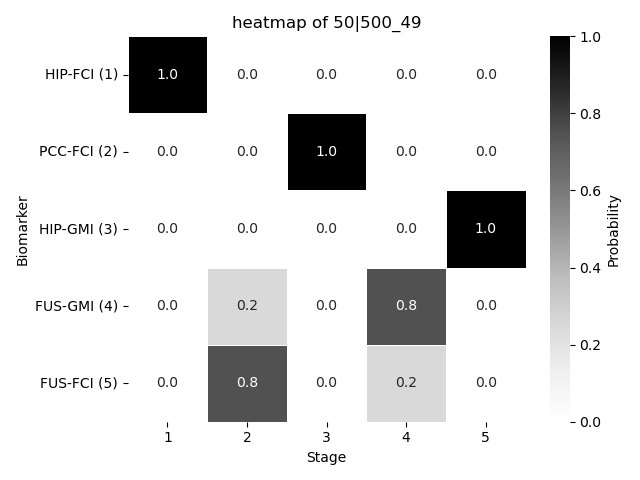 heatmap of 50|500_49
HIP-FCI (1) 1.0 0.0 0.0 0.0 0.0
PCC-FCI (2) 0.0 0.0 1.0 0.0 0.0
HIP-GMI (3) 0.0 0.0 0.0 0.0 1.0
FUS-GMI (4) 0.0 0.2 0.0 0.8 0.0
FUS-FCI (5) 0.0 0.8 0.0 0.2 0.0
1 2 3 4 5
Stage
Biomarker
1.0
0.8
0.6
0.4
0.2
0.0
Probability